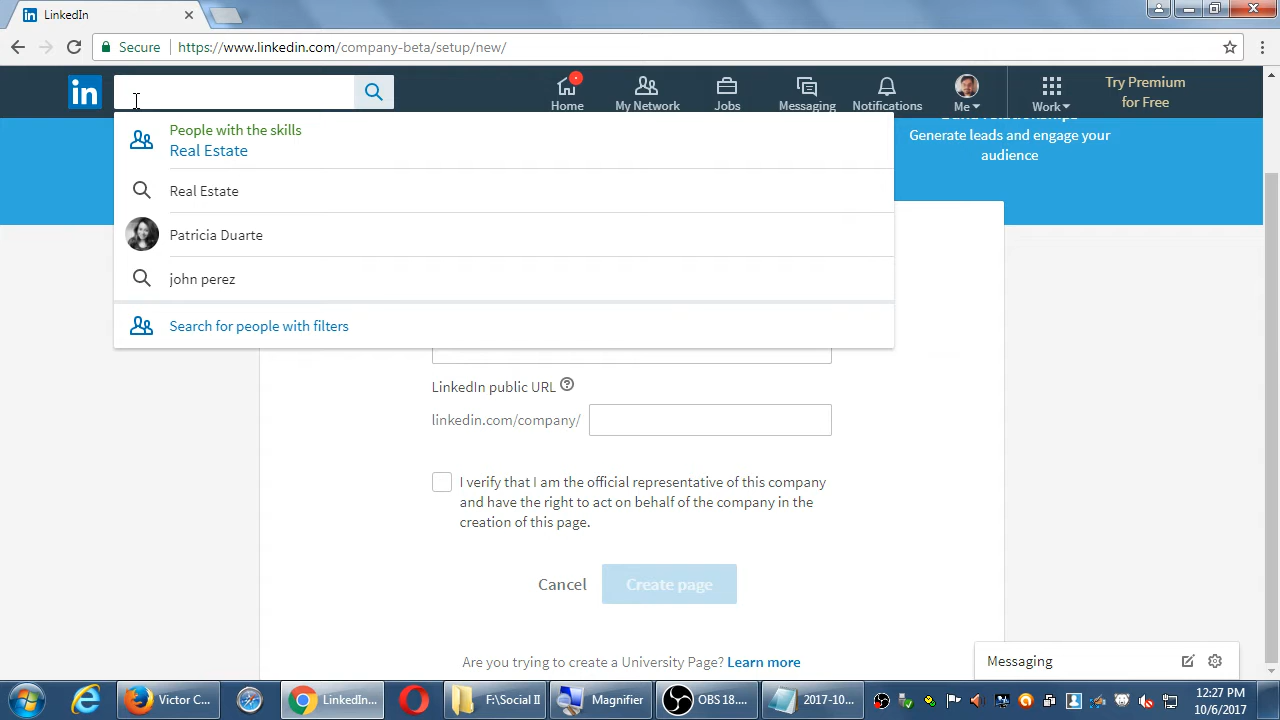 LinkedIn
Secure
https://www.linkedin.com/company-beta/setup/new/
in
Home
My Network
Jobs
Messaging
Notifications
Me
Work
Try Premium
for Free
People with the skills
Real Estate
Real Estate
Patricia Duarte
john perez
Search for people with filters
Generate leads and engage your
audience
LinkedIn public URL
linkedin.com/company/
I verify that I am the official representative of this company
and have the right to act on behalf of the company in the
creation of this page.
Cancel
Create page
Are you trying to create a University Page? Learn more
Messaging
Victor C...
LinkedIn...
F:\Social II
Magnifier
OBS 18....
2017-10...
12:27 PM
10/6/2017